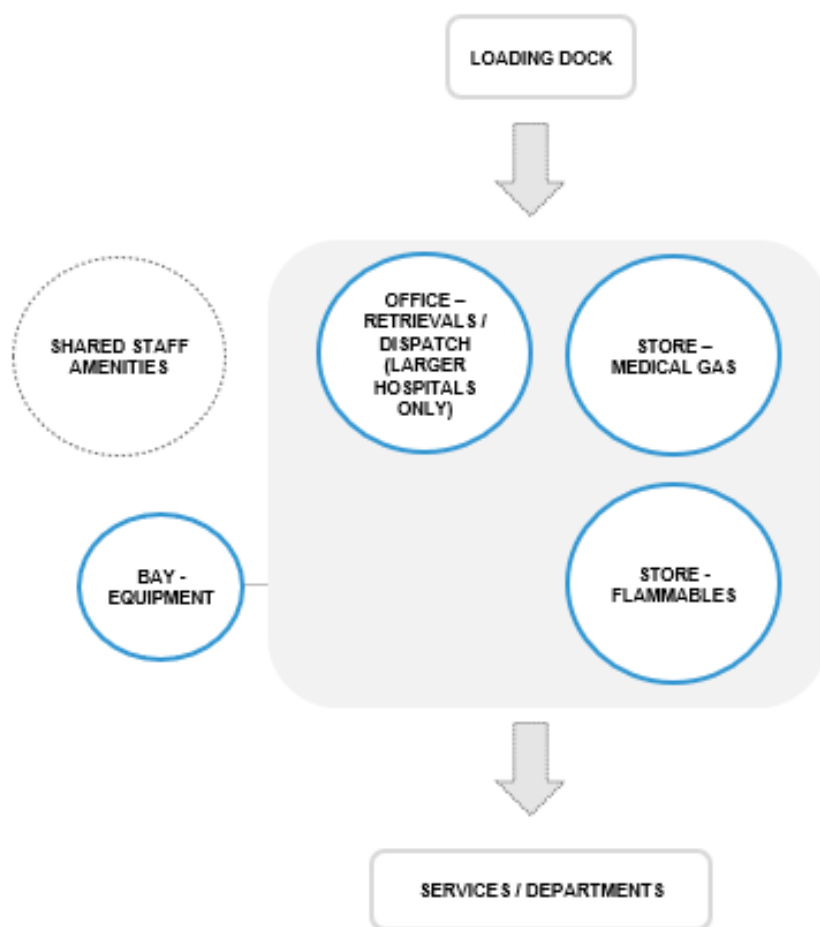 LOADING DOCK
OFFICE –
RETRIEVALS /
DISPATCH
(LARGER
HOSPITALS
ONLY)
STORE –
MEDICAL GAS
SHARED STAFF
AMENITIES
BAY -
EQUIPMENT
STORE -
FLAMMABLES
SERVICES / DEPARTMENTS